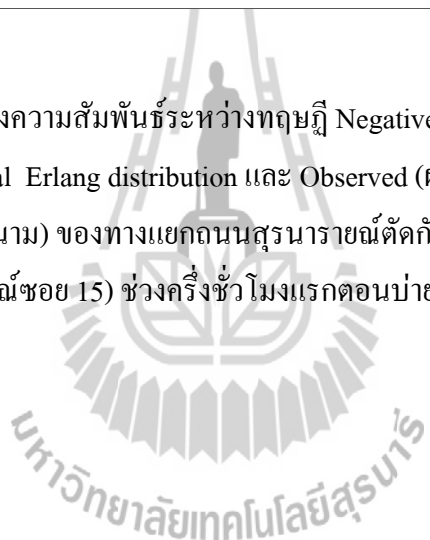 งความสัมพันธ์ระหว่างทฤษฎี Negative
al Erlang distribution และ Observed (ผ
นาม) ของทางแยกถนนสุรนารายณ์ตัดกั
ณ์ซอย 15) ช่วงครึ่งชั่วโมงแรกตอนบ่าย
มหาวิทยาลัยเทคโนโลยีสุรนารี